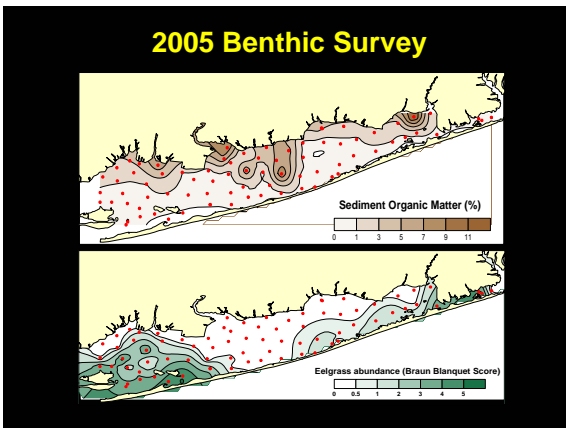 2005 Benthic Survey
Sediment Organic Matter (%)
0 1 3 5 7 9 11
Eelgrass abundance (Braun Blanquet Score)
0 0.5 1 2 3 4 5